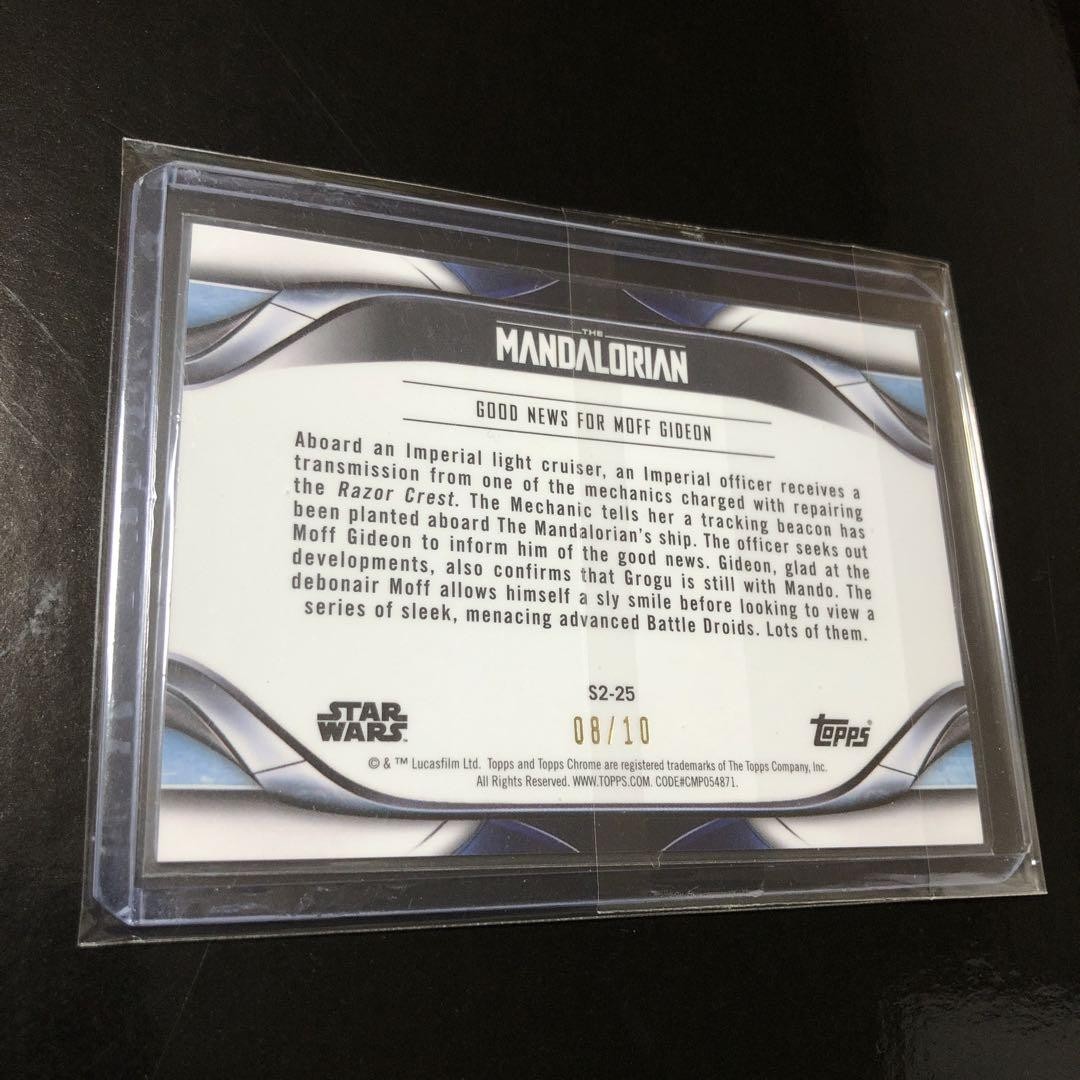 THE
MANDALORIAN
GOOD NEWS FOR MOFF GIDEON
Aboard an Imperial light cruiser, an Imperial officer receives a
transmission from one of the mechanics charged with repairing
the Razor Crest. The Mechanic tells her a tracking beacon has
been planted aboard The Mandalorian's ship. The officer seeks out
Moff Gideon to inform him of the good news. Gideon, glad at the
developments, also confirms that Grogu is still with Mando. The
debonair Moff allows himself a sly smile before looking to view a
series of sleek, menacing advanced Battle Droids. Lots of them.
S2-25
STAR
WARS
08/10
topps®
© & ™ Lucasfilm Ltd. Topps and Topps Chrome are registered trademarks of The Topps Company, Inc.
All Rights Reserved. WWW.TOPPS.COM. CODE#CMP054871.